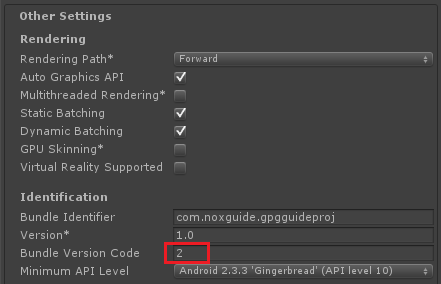 Other Settings
Rendering
Rendering Path* Forward
Auto Graphics API
Multithreaded Rendering*
Static Batching
Dynamic Batching
GPU Skinning*
Virtual Reality Supported
Identification
Bundle Identifier com.noxguide.gpgguideproj
Version* 1.0
Bundle Version Code 2
Minimum API Level Android 2.3.3 'Gingerbread' (API level 10)